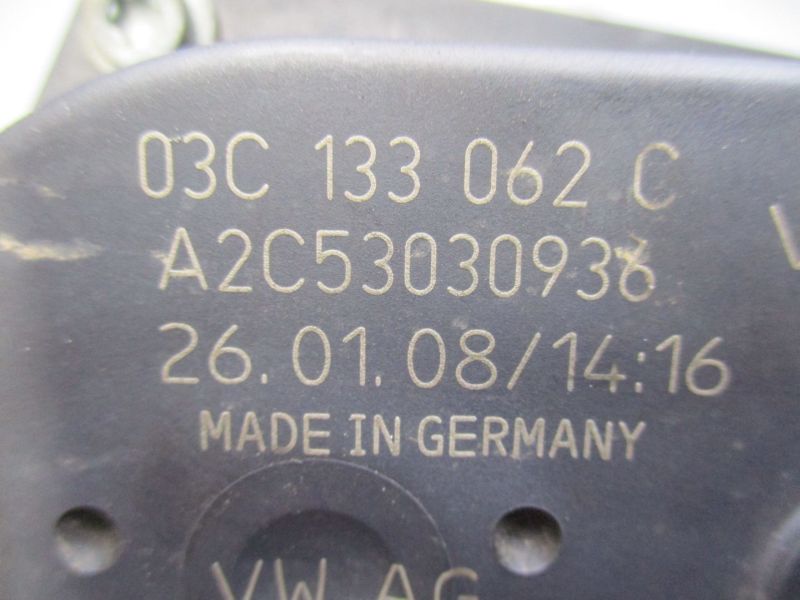 03C 133 062 C
A2C53030936
26.01.08/14:16
MADE IN GERMANY
VW AG